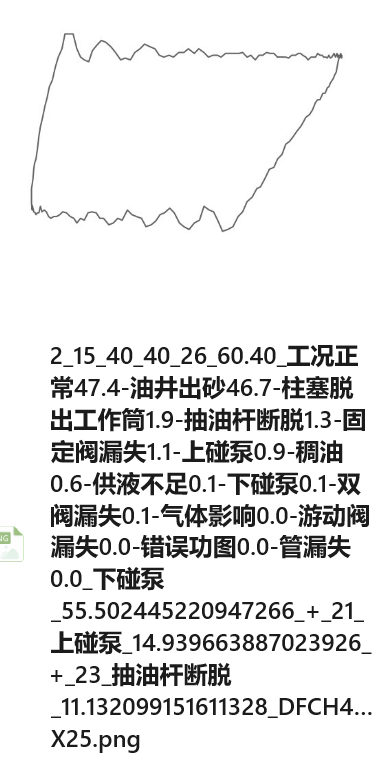 2_15_40_40_26_60.40_工况正
常47.4-油井出砂46.7-柱塞脱
出工作筒1.9-抽油杆断脱1.3-固
定阀漏失1.1-上碰泵0.9-稠油
0.6-供液不足0.1-下碰泵0.1-双
阀漏失0.1-气体影响0.0-游动阀
漏失0.0-错误功图0.0-管漏失
0.0_下碰泵
_55.502445220947266_+_21_
上碰泵_14.939663887023926_
+_23_抽油杆断脱
_11.132099151611328_DFCH4...
X25.png